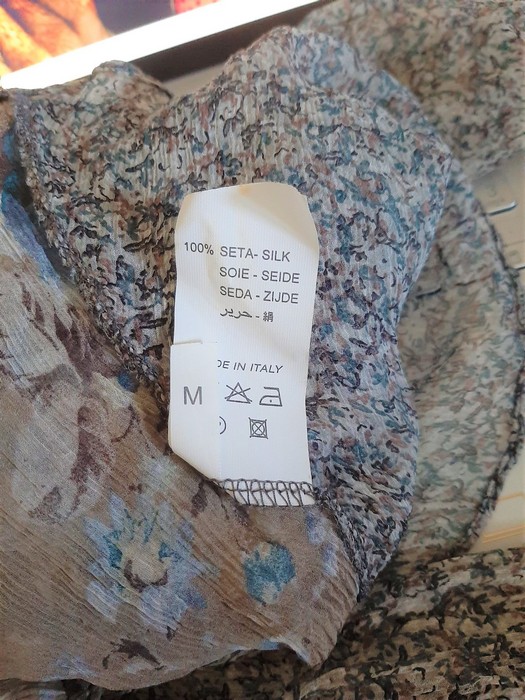 100% SETA- SILK
SOIE - SEIDE
SEDA - ZIJDE
حرير - 絹
DE IN ITALY
M